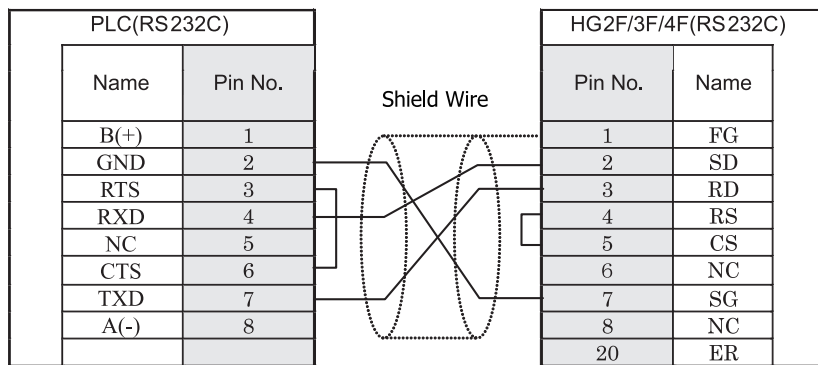 PLC(RS232C) HG2F/3F/4F(RS232C)
Name Pin No. Shield Wire Pin No. Name
B(+) 1 1 FG
GND 2 2 SD
RTS 3 3 RD
RXD 4 4 RS
NC 5 5 CS
CTS 6 6 NC
TXD 7 7 SG
A(-) 8 8 NC
20 ER